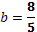 b = 8/5